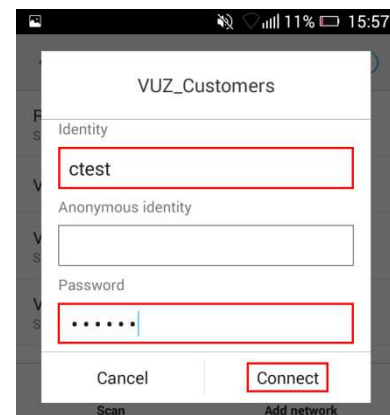 11% 15:57
VUZ_Customers
Identity
ctest
Anonymous identity
Password
••••••
Cancel Connect
Scan Add network